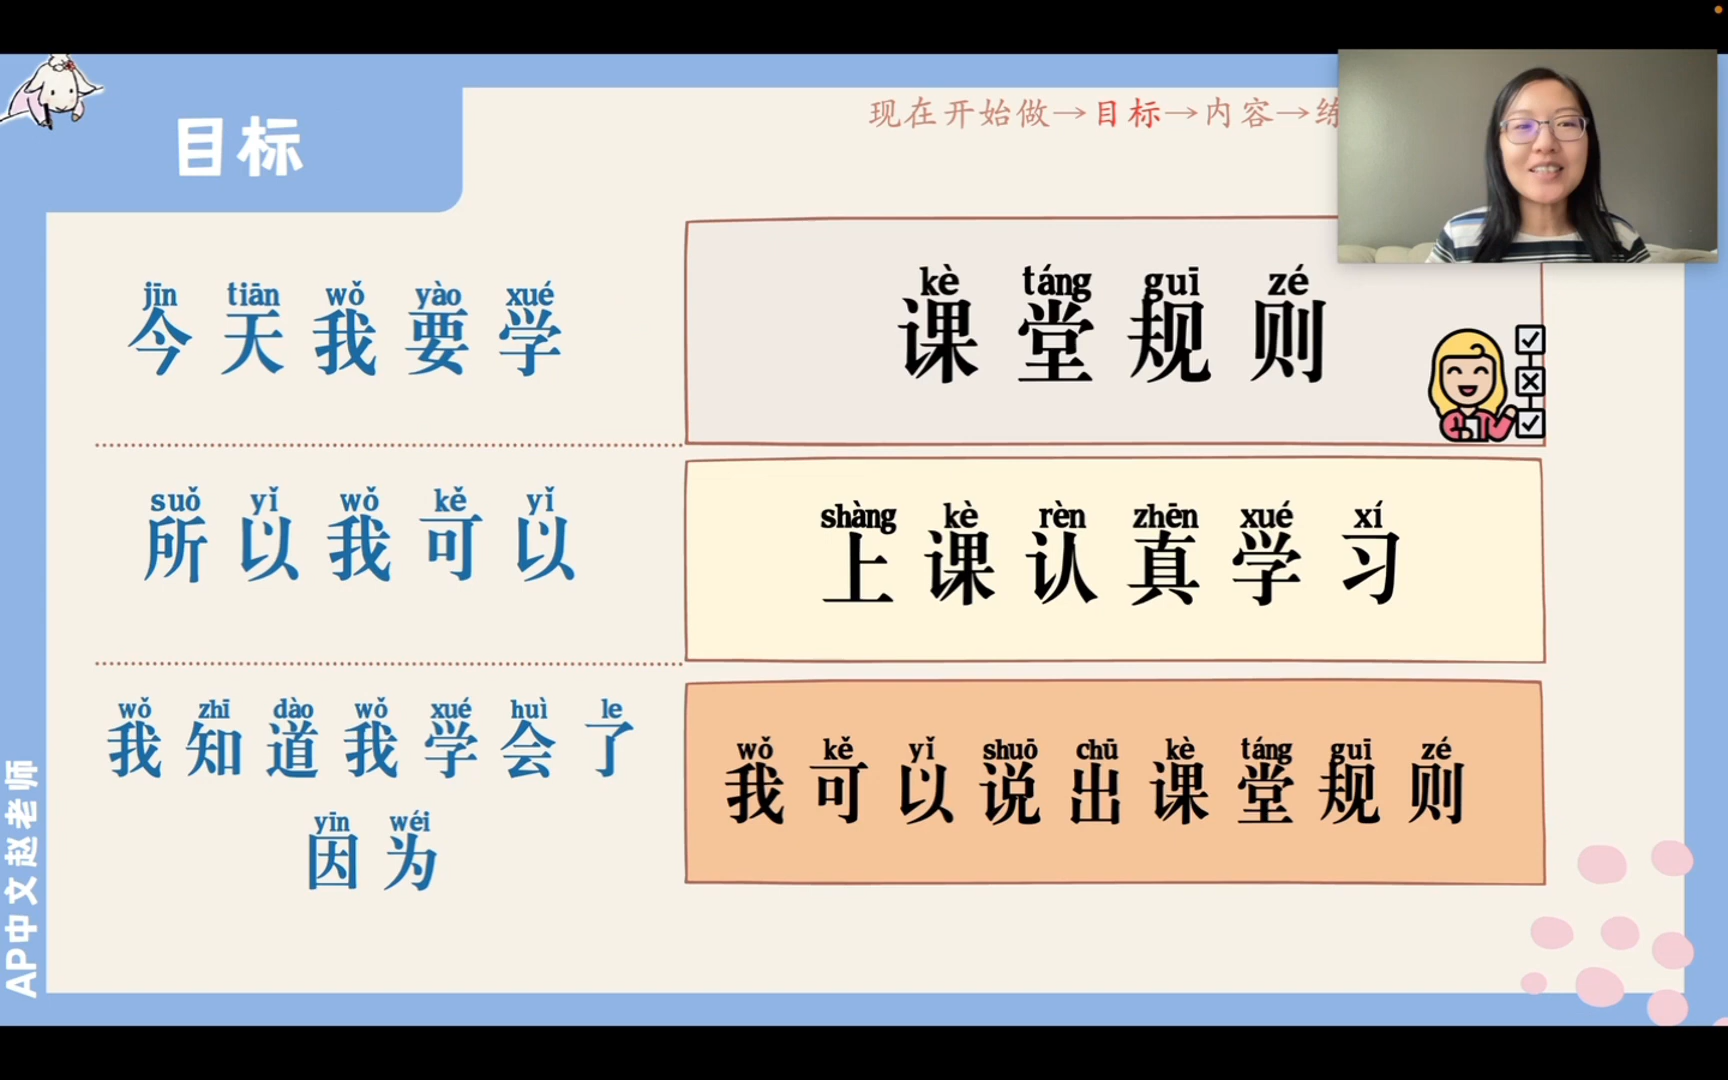 目标
现在开始做→目标→内容→练
jīn tiān wǒ yào xué
今天我要学
kè táng guī zé
课堂规则
suǒ yǐ wǒ kě yǐ
所以我可以
shàng kè rèn zhēn xué xí
上课认真学习
wǒ zhī dào wǒ xué huì le
我知道我学会了
yīn wéi
因为
wǒ kě yǐ shuō chū kè táng guī zé
我可以说出课堂规则
AP中文赵老师